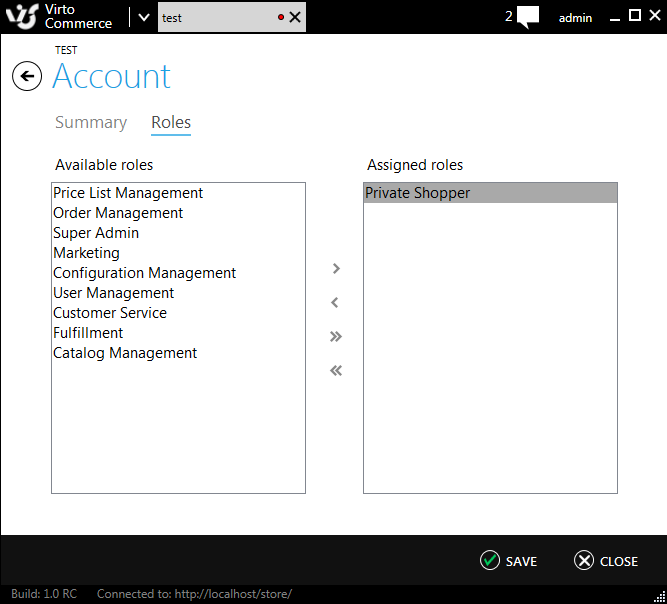 Virto
Commerce
test
2
admin
TEST
Account
Summary
Roles
Available roles
Assigned roles
Price List Management
Order Management
Super Admin
Marketing
Configuration Management
User Management
Customer Service
Fulfillment
Catalog Management
Private Shopper
SAVE
CLOSE
Build: 1.0 RC
Connected to: http://localhost/store/